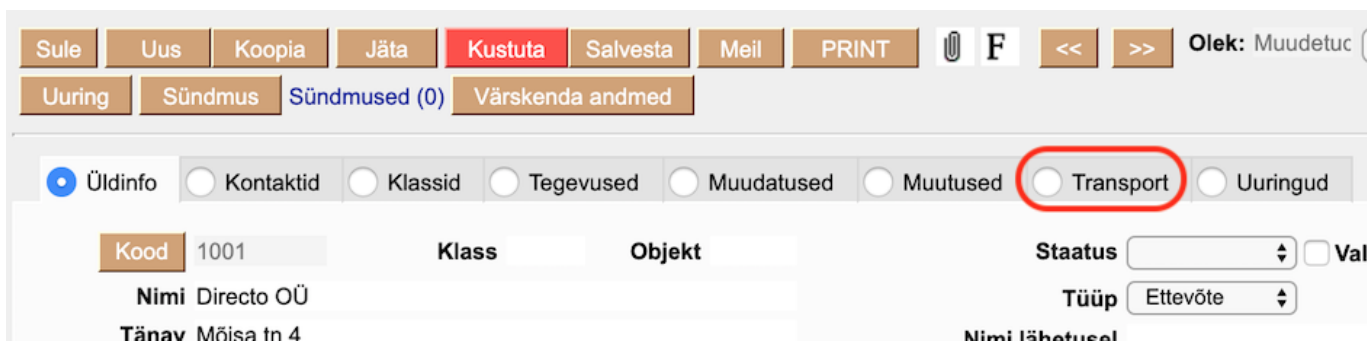 Sule Uus Koopia Jäta Kustuta Salvesta Meil PRINT F << >> Olek: Muudetuc
Uuring Sündmus Sündmused (0) Värskenda andmed
Üldinfo Kontaktid Klassid Tegevused Muudatused Muutused Transport Uuringud
Kood 1001 Klass Objekt Staatus Val
Nimi Directo OÜ Tüüp Ettevõte
Tänav Mõisa tn 4 Nimi lähetusel